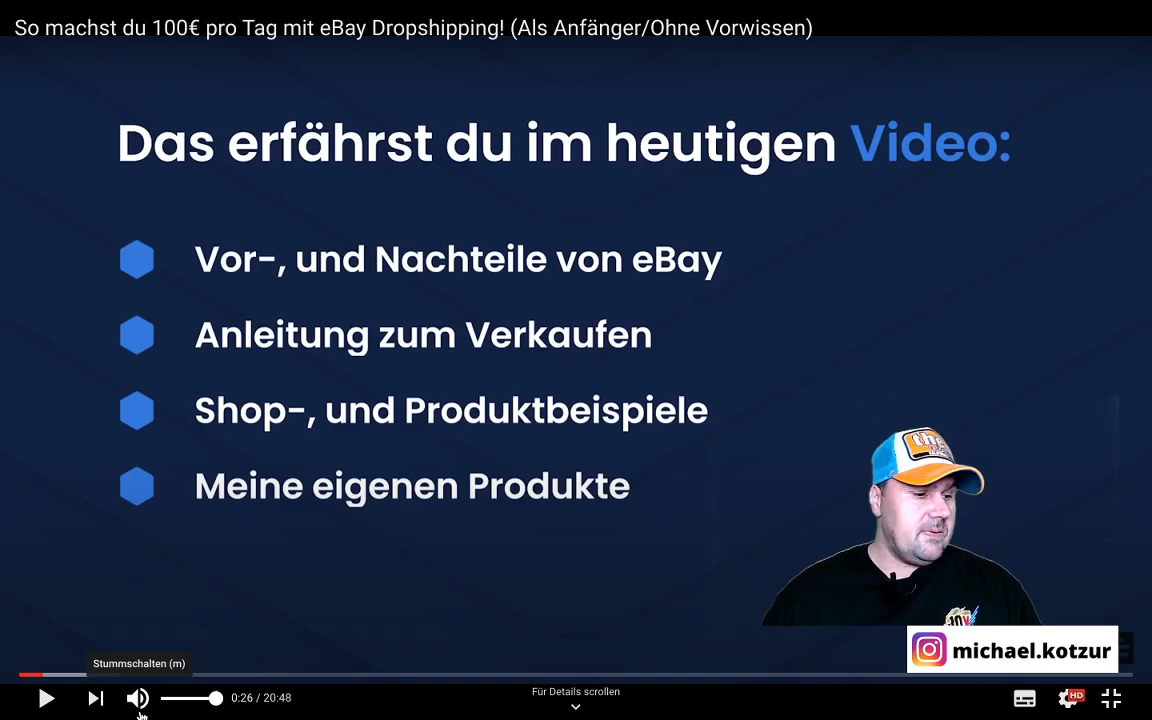 So machst du 100€ pro Tag mit eBay Dropshipping! (Als Anfänger/Ohne Vorwissen)
Das erfährst du im heutigen Video:
Vor-, und Nachteile von eBay
Anleitung zum Verkaufen
Shop-, und Produktbeispiele
Meine eigenen Produkte
the
michael.kotzur
Stummschalten (m)
0:26 / 20:48
Für Details scrollen
HD